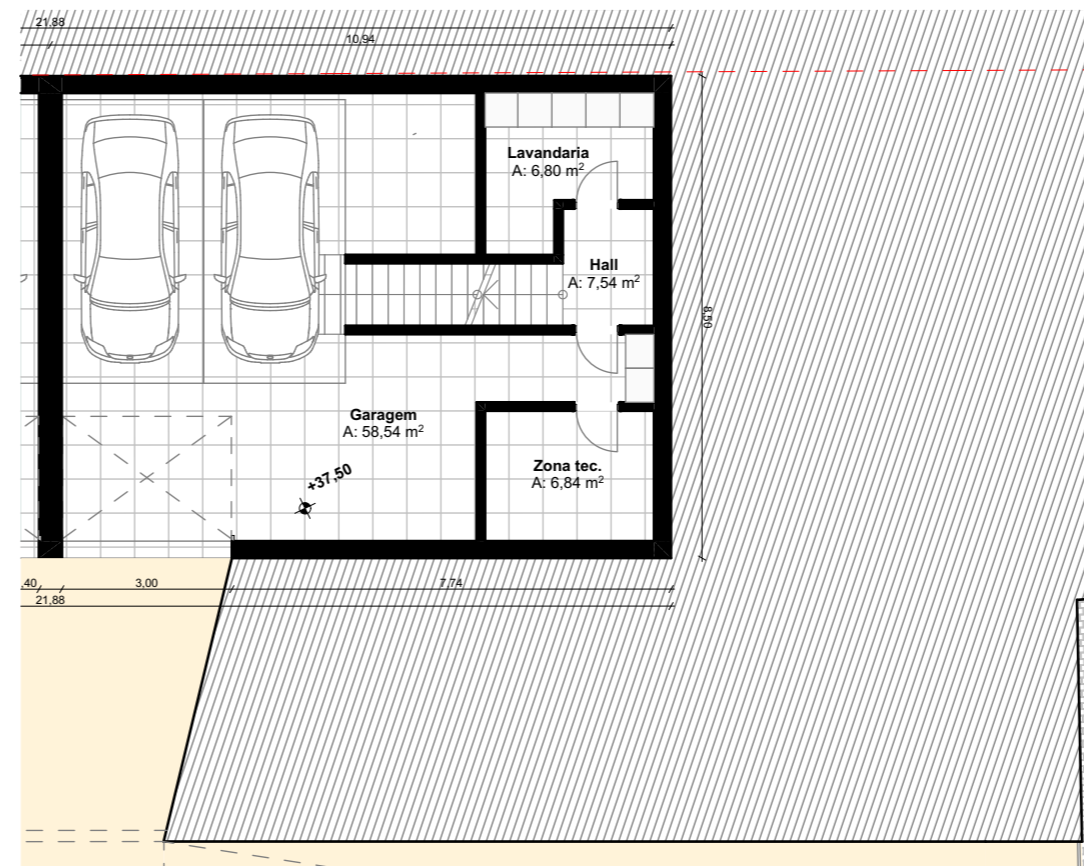 21,88
10,94
Lavandaria
A: 6,80 m²
Hall
A: 7,54 m²
8,50
Garagem
A: 58,54 m²
+37,50
Zona tec.
A: 6,84 m²
,40
3,00
7,74
21,88